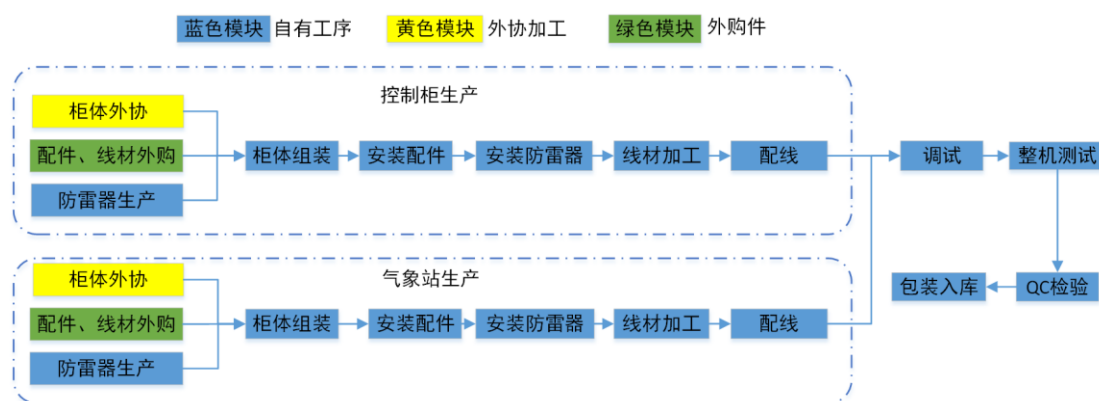 蓝色模块 自有工序 黄色模块 外协加工 绿色模块 外购件
控制柜生产
柜体外协
配件、线材外购
防雷器生产
柜体组装 安装配件 安装防雷器 线材加工 配线 调试 整机测试
气象站生产
柜体外协
配件、线材外购
防雷器生产
柜体组装 安装配件 安装防雷器 线材加工 配线
包装入库 QC检验